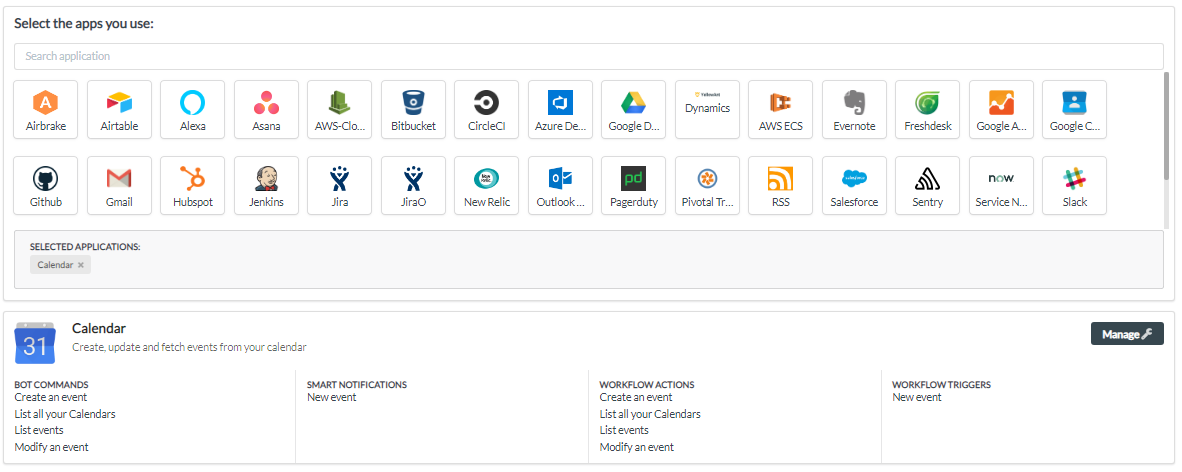 Select the apps you use:
Search application
Airbrake
Airtable
Alexa
Asana
AWS-Clo...
Bitbucket
CircleCI
Azure De...
Google D...
Dynamics
AWS ECS
Evernote
Freshdesk
Google A...
Google C...
Github
Gmail
Hubspot
Jenkins
Jira
JiraO
New Relic
Outlook ...
pd
Pagerduty
Pivotal Tr...
RSS
salesforce
Salesforce
Sentry
now
Service N...
Slack
SELECTED APPLICATIONS:
Calendar ×
31
Calendar
Create, update and fetch events from your calendar
Manage
BOT COMMANDS
Create an event
List all your Calendars
List events
Modify an event
SMART NOTIFICATIONS
New event
WORKFLOW ACTIONS
Create an event
List all your Calendars
List events
Modify an event
WORKFLOW TRIGGERS
New event